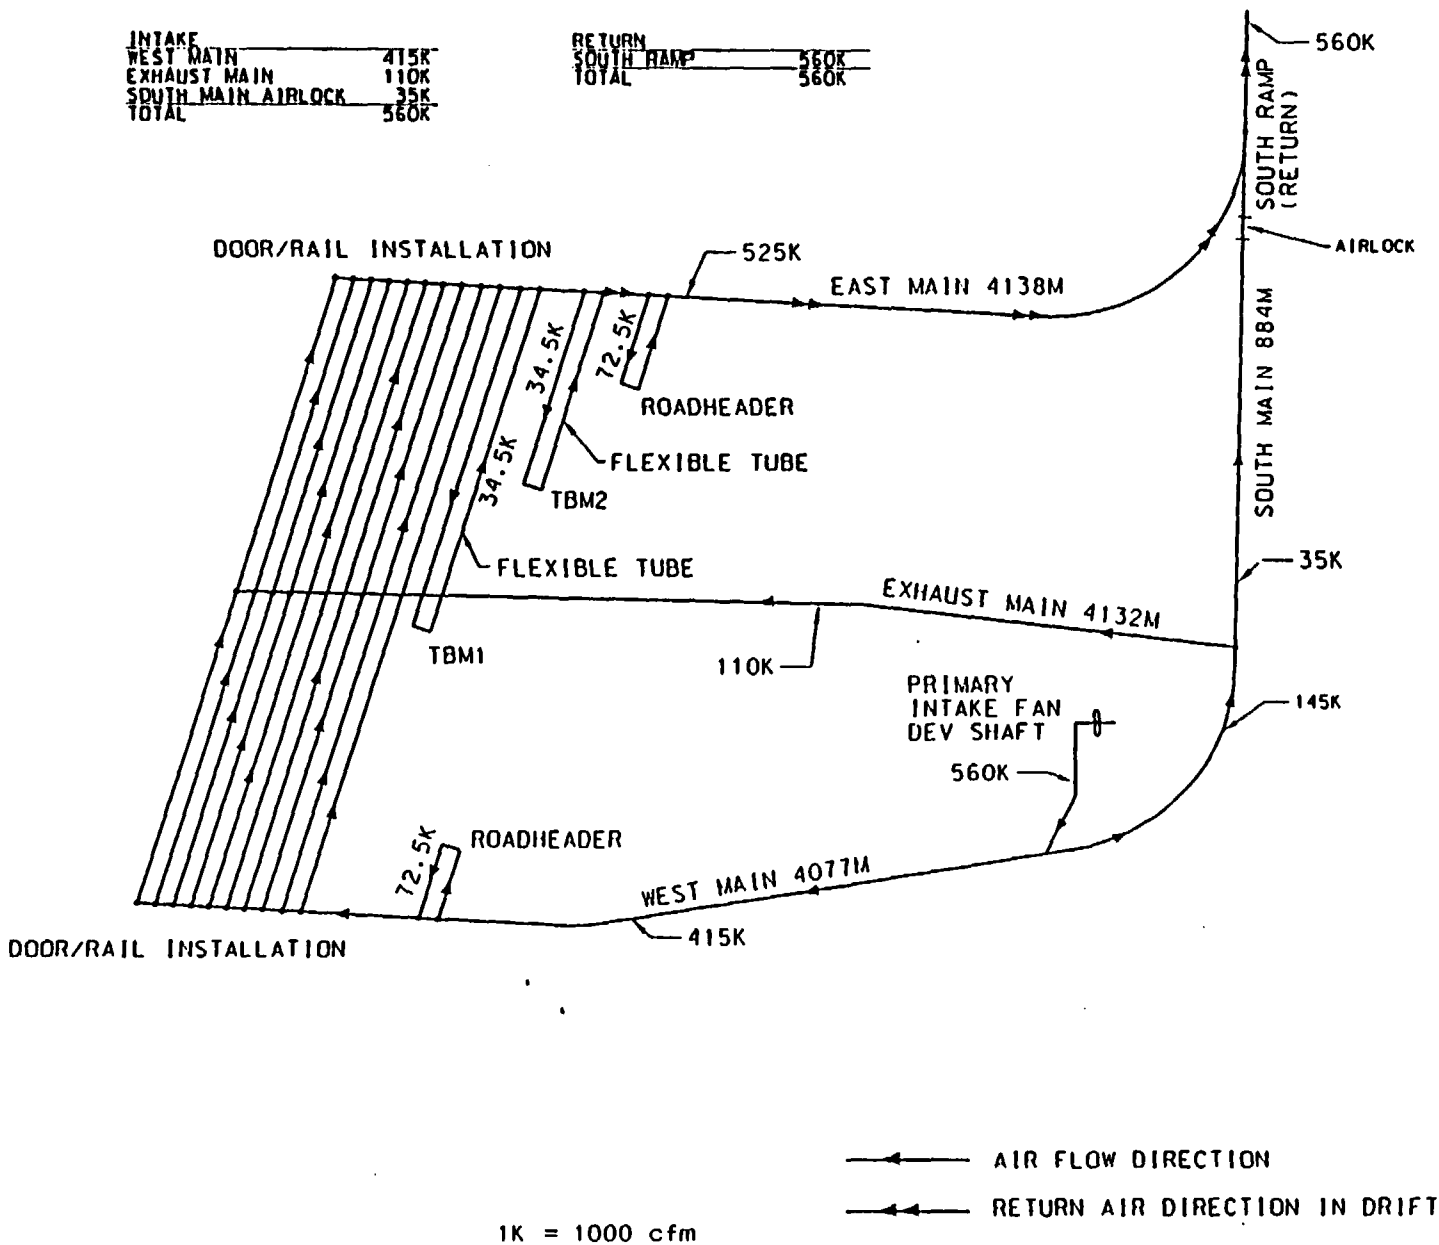 INTAKE
WEST MAIN 415K
EXHAUST MAIN 110K
SOUTH MAIN AIRLOCK 35K
TOTAL 560K
RETURN
SOUTH RAMP 560K
TOTAL 560K
560K
SOUTH RAMP
(RETURN)
AIRLOCK
DOOR/RAIL INSTALLATION
525K
EAST MAIN 4138M
SOUTH MAIN 884M
34.5K
72.5K
ROADHEADER
34.5K
FLEXIBLE TUBE
TBM2
FLEXIBLE TUBE
TBM1
EXHAUST MAIN 4132M
35K
110K
PRIMARY
INTAKE FAN
DEV SHAFT
145K
560K
72.5K
ROADHEADER
WEST MAIN 4077M
415K
DOOR/RAIL INSTALLATION
AIR FLOW DIRECTION
RETURN AIR DIRECTION IN DRIFT
1K = 1000 cfm